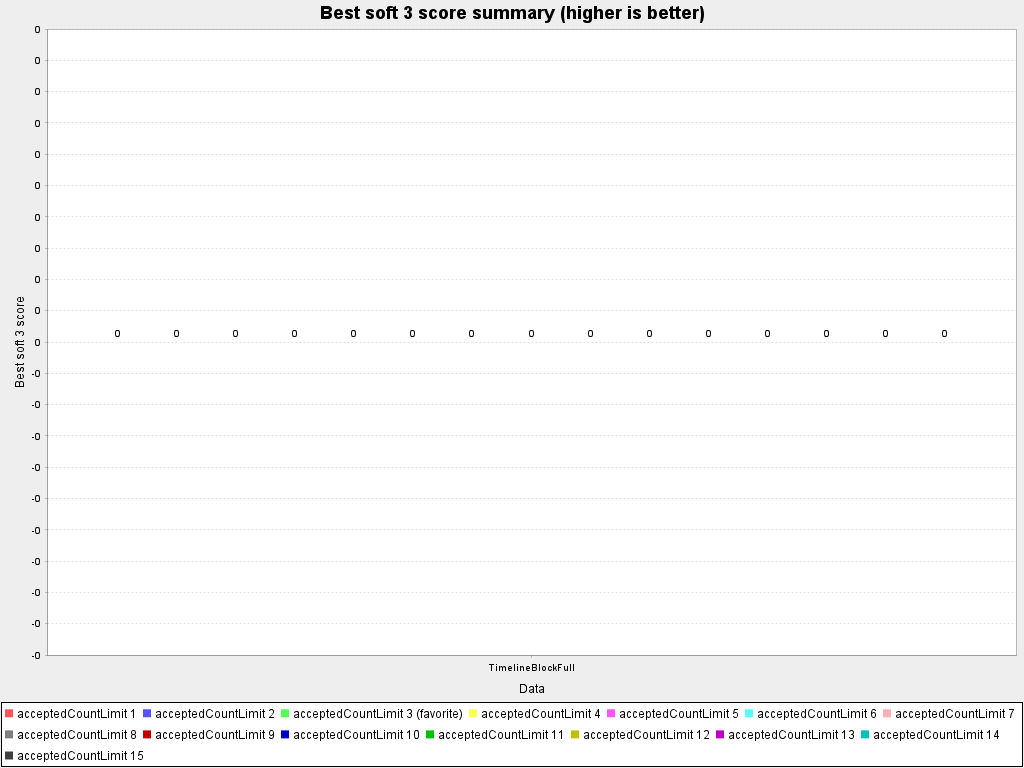 Best soft 3 score summary (higher is better)
0
0
0
0
0
0
0
0
0
0
0
-0
-0
-0
-0
-0
-0
-0
-0
-0
-0
Best soft 3 score
0 0 0 0 0 0 0 0 0 0 0 0 0 0 0
TimelineBlockFull
Data
acceptedCountLimit 1 acceptedCountLimit 2 acceptedCountLimit 3 (favorite) acceptedCountLimit 4 acceptedCountLimit 5 acceptedCountLimit 6 acceptedCountLimit 7
acceptedCountLimit 8 acceptedCountLimit 9 acceptedCountLimit 10 acceptedCountLimit 11 acceptedCountLimit 12 acceptedCountLimit 13 acceptedCountLimit 14
acceptedCountLimit 15